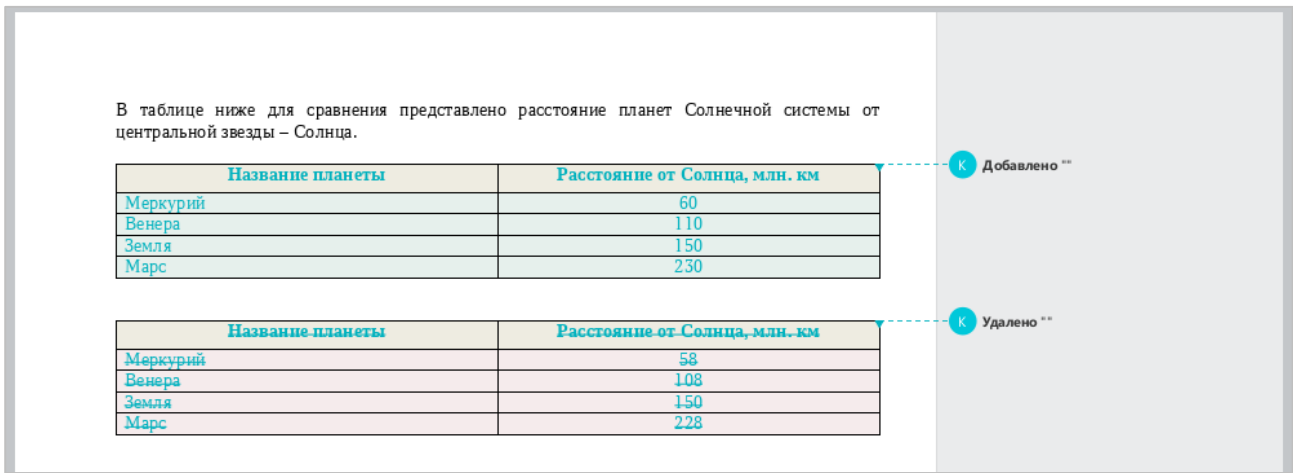 В таблице ниже для сравнения представлено расстояние планет Солнечной системы от
центральной звезды – Солнца.
Название планеты Расстояние от Солнца, млн. км
К Добавлено ""
Меркурий 60
Венера 110
Земля 150
Марс 230
Название планеты Расстояние от Солнца, млн. км
К Удалено ""
Меркурий 58
Венера 108
Земля 150
Марс 228